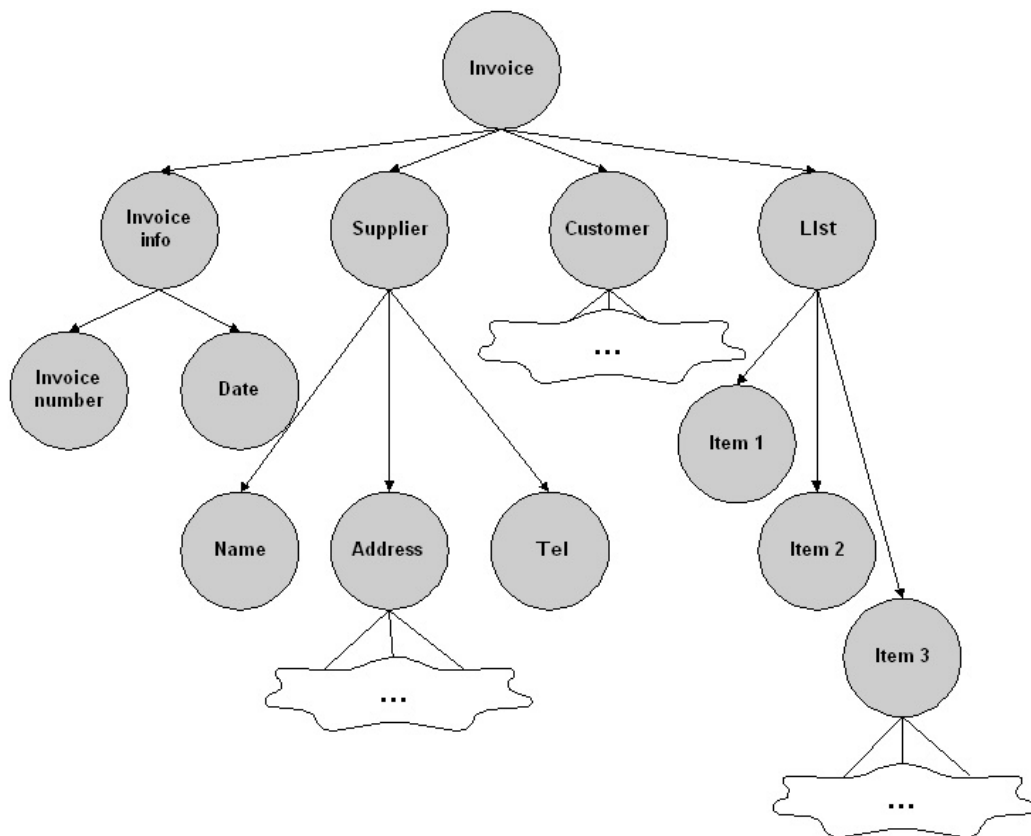 Invoice
Invoice
info
Supplier
Customer
LIst
...
Invoice
number
Date
Item 1
Name
Address
Tel
Item 2
Item 3
...
...